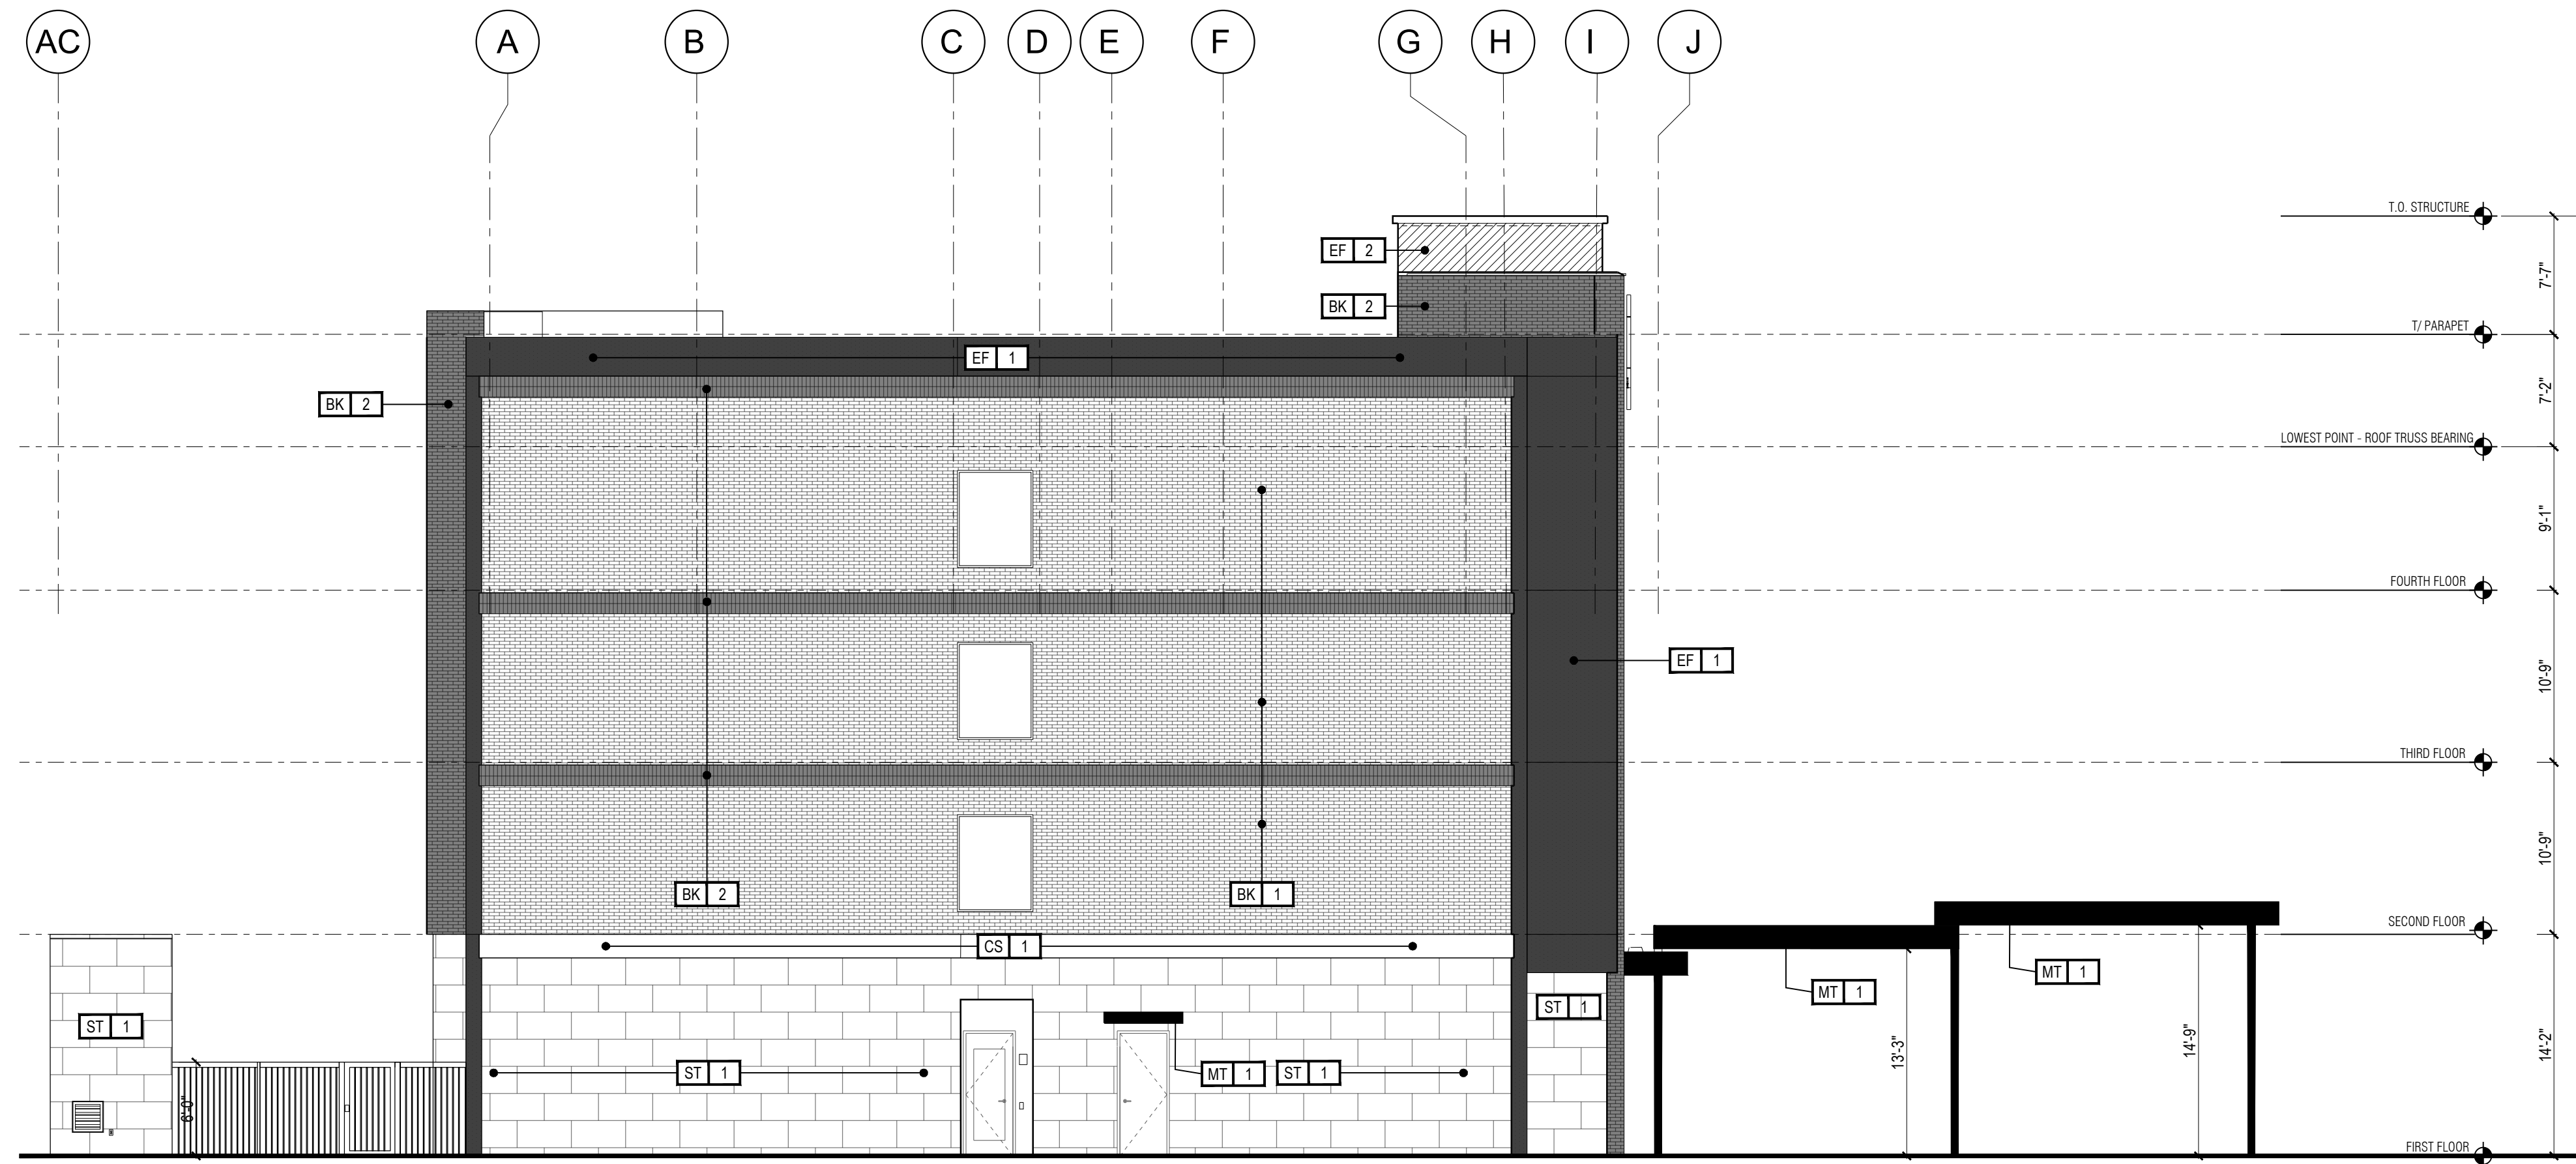 AC A B C D E F G H I J
T.O. STRUCTURE
EF 2
7'-7"
BK 2
T/ PARAPET
EF 1
7'-2"
BK 2
LOWEST POINT - ROOF TRUSS BEARING
9'-1"
FOURTH FLOOR
EF 1
10'-9"
THIRD FLOOR
10'-9"
BK 2
BK 1
SECOND FLOOR
CS 1
MT 1
MT 1
ST 1
ST 1
14'-2"
13'-3"
14'-9"
ST 1
MT 1
ST 1
6'-0"
FIRST FLOOR